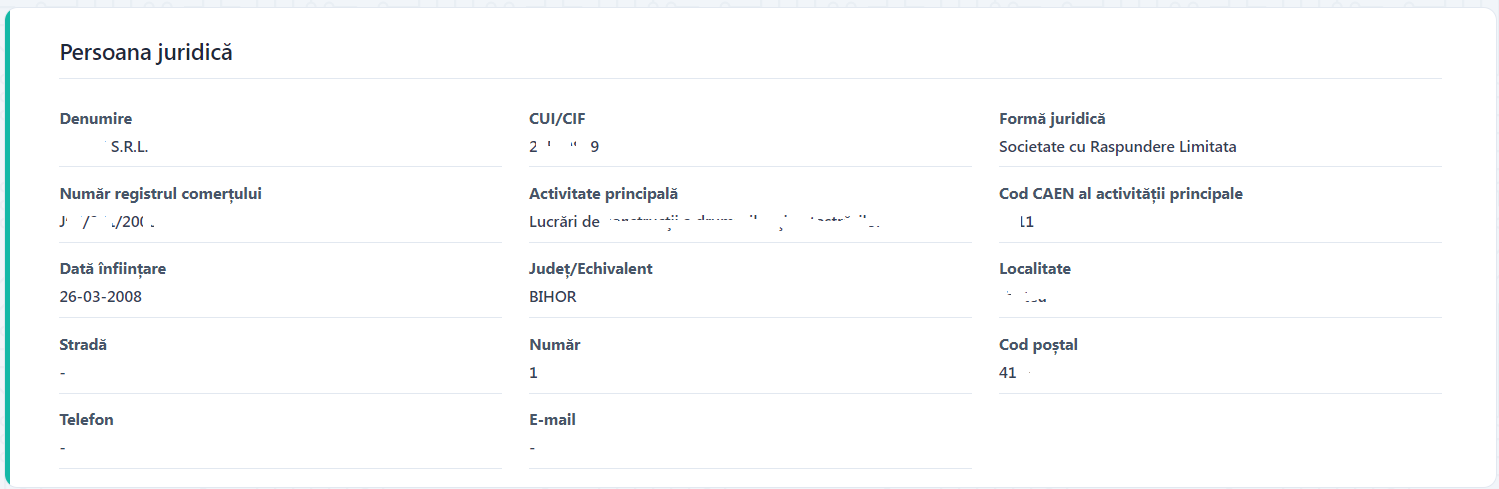 Persoana juridică
Denumire
S.R.L.
CUI/CIF
Formă juridică
Societate cu Raspundere Limitata
Număr registrul comerțului
Activitate principală
Lucrări de
Cod CAEN al activității principale
Dată înființare
26-03-2008
Județ/Echivalent
BIHOR
Localitate
Stradă
-
Număr
1
Cod poștal
Telefon
-
E-mail
-